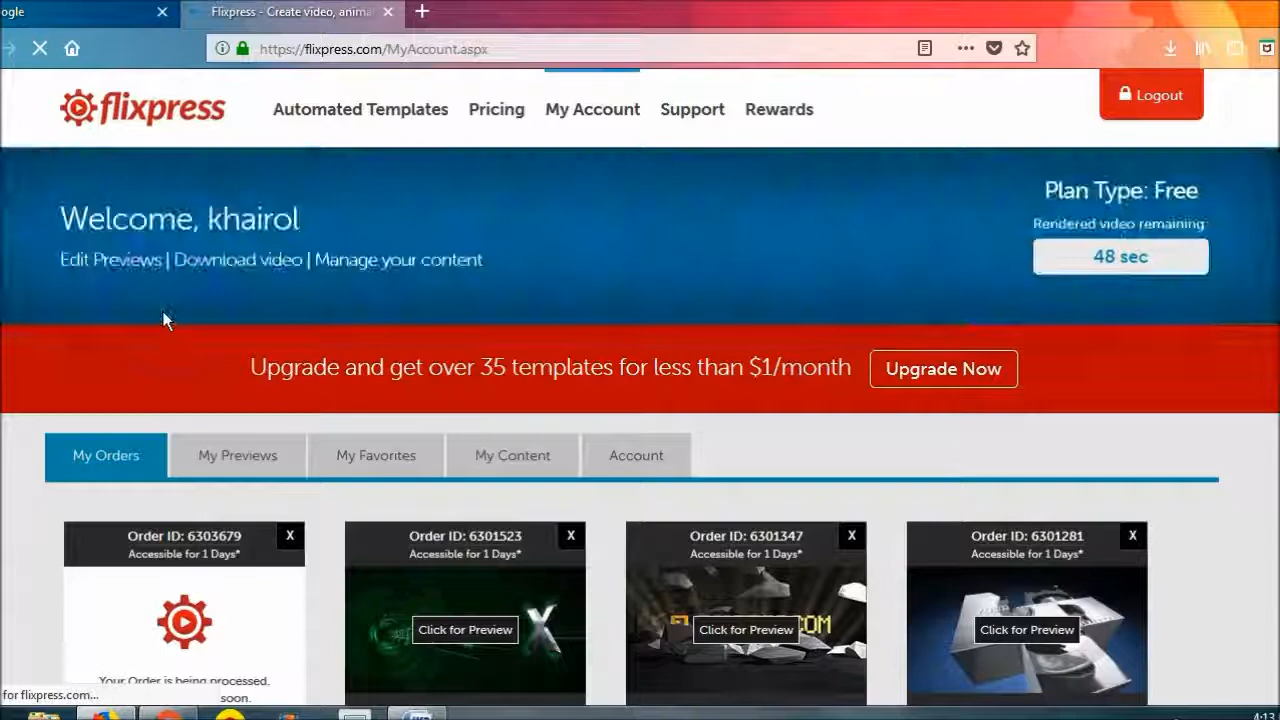 ogle
Flixpress - Create video, anima
https://flixpress.com/MyAccount.aspx
flixpress
Automated Templates
Pricing
My Account
Support
Rewards
Logout
Welcome, khairol
Edit Previews | Download video | Manage your content
Plan Type: Free
Rendered video remaining:
48 sec
Upgrade and get over 35 templates for less than $1/month
Upgrade Now
My Orders
My Previews
My Favorites
My Content
Account
Order ID: 6303679
X
Accessible for 1 Days*
Your Order is being processed.
soon.
Order ID: 6301523
X
Accessible for 1 Days*
Click for Preview
X
Order ID: 6301347
X
Accessible for 1 Days*
Click for Preview
COM
Order ID: 6301281
X
Accessible for 1 Days*
Click for Preview
for flixpress.com...
4:13